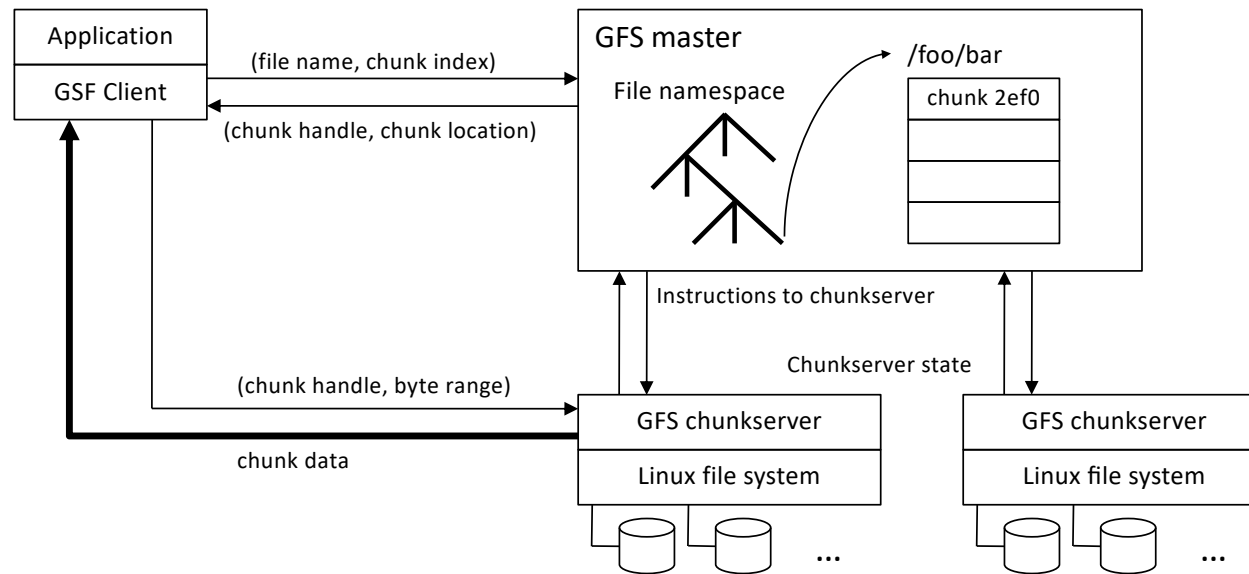 Application
GSF Client
(file name, chunk index)
(chunk handle, chunk location)
GFS master
File namespace
/foo/bar
chunk 2ef0
Instructions to chunkserver
Chunkserver state
(chunk handle, byte range)
chunk data
GFS chunkserver
Linux file system
...
GFS chunkserver
Linux file system
...